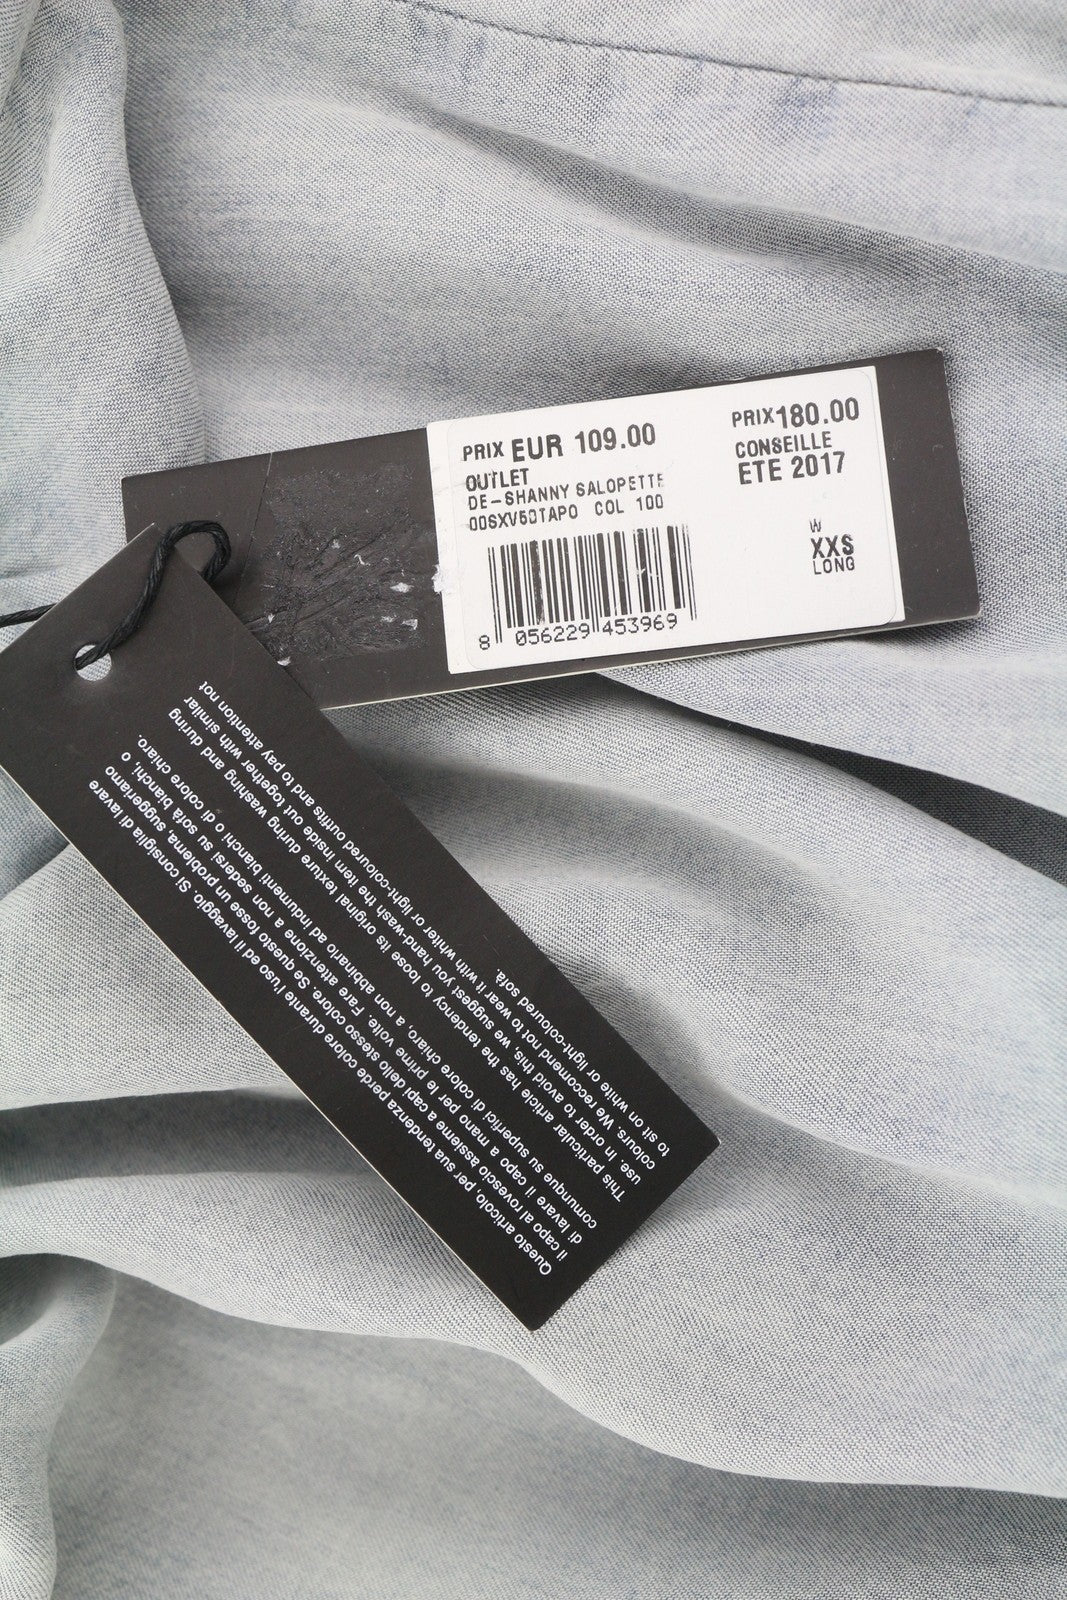 PRIX EUR 109.00
OUTLET
DE-SHANNY SALOPETTE
00SXV50TAPO COL 100
8 056229 453969
PRIX 180.00
CONSEILLE
ETE 2017
W
XXS
LONG
Questo articolo, per sua tendenza perde colore durante l'uso ed il lavaggio. Si consiglia di lavare
il capo al rovescio assieme a capi dello stesso colore. Se questo fosse un problema, suggeriamo
di lavare il capo a mano per le prime volte. Fare attenzione a non sedersi su sofà bianchi, o
comunque su superfici di colore chiaro, a non abbinarlo ad indumenti bianchi o di colore chiaro.
This particular article has the tendency to loose its original texture during washing and during
use. In order to avoid this, we suggest you hand-wash the item inside out together with similar
colours. We reccomend not to wear it with white or light-coloured outfits and to pay attention not
to sit on white or light-coloured sofà.